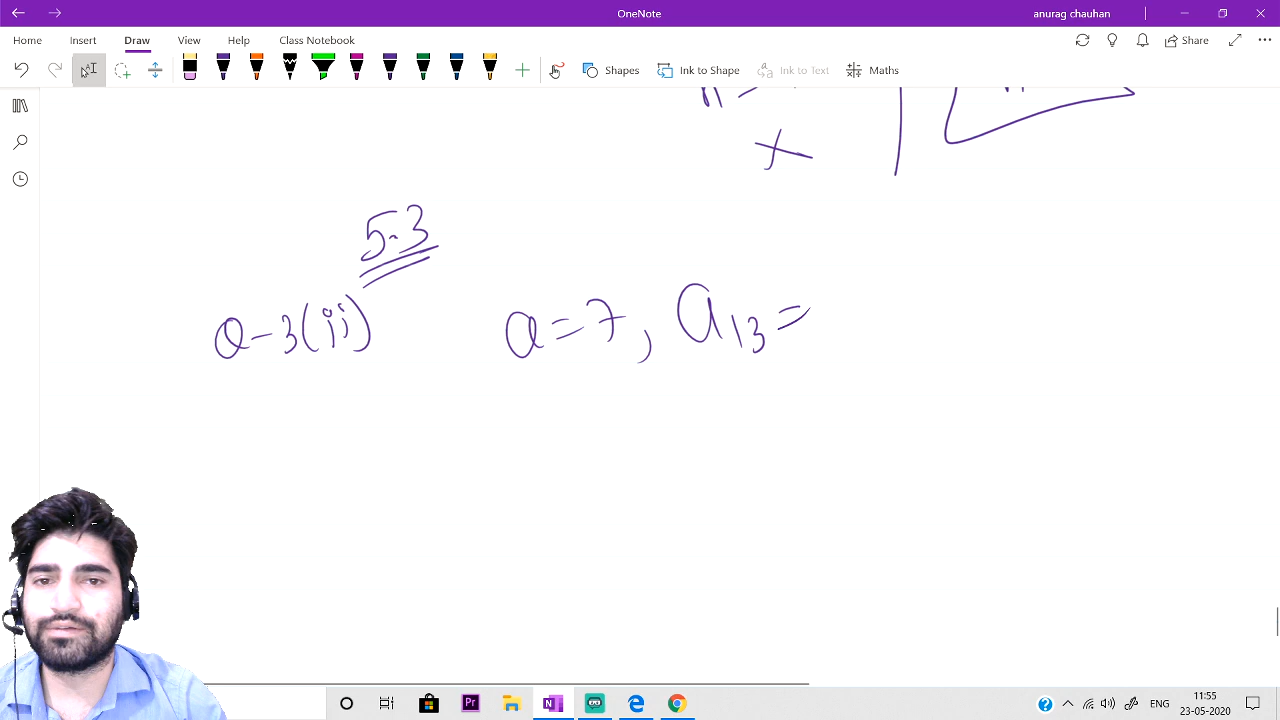 OneNote
anurag chauhan
Home Insert Draw View Help Class Notebook
Share
Shapes
Ink to Shape
Ink to Text
Maths
5.3
Q-3(ii) a=7, a13=
Pr
N
ENG
11:55
23-05-2020